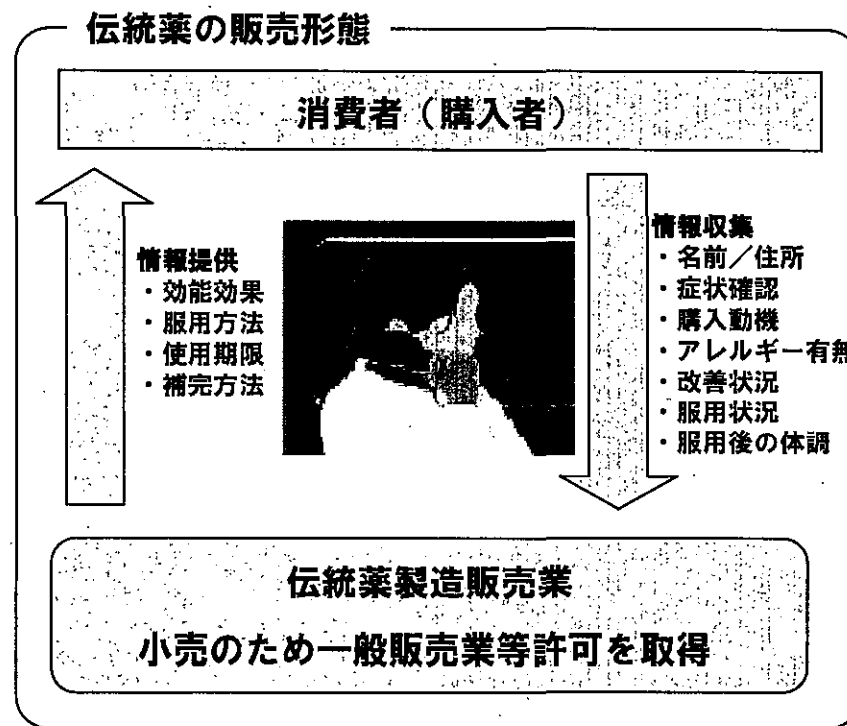 伝統薬の販売形態
消費者（購入者）
情報提供
・効能効果
・服用方法
・使用期限
・補完方法
情報収集
・名前／住所
・症状確認
・購入動機
・アレルギー有無
・改善状況
・服用状況
・服用後の体調
伝統薬製造販売業
小売のため一般販売業等許可を取得